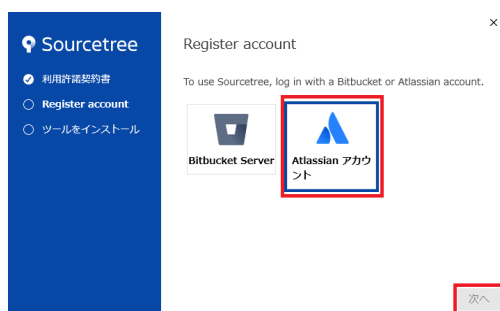 Sourcetree
利用許諾契約書
Register account
ツールをインストール
Register account
To use Sourcetree, log in with a Bitbucket or Atlassian account.
Bitbucket Server
Atlassian アカウ
ント
次へ